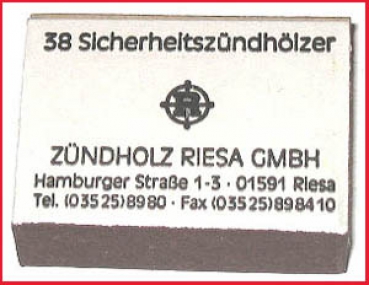 38 Sicherheitszündhölzer
R
ZÜNDHOLZ RIESA GMBH
Hamburger Straße 1-3 · 01591 Riesa
Tel. (03525)8980 · Fax (03525)898410